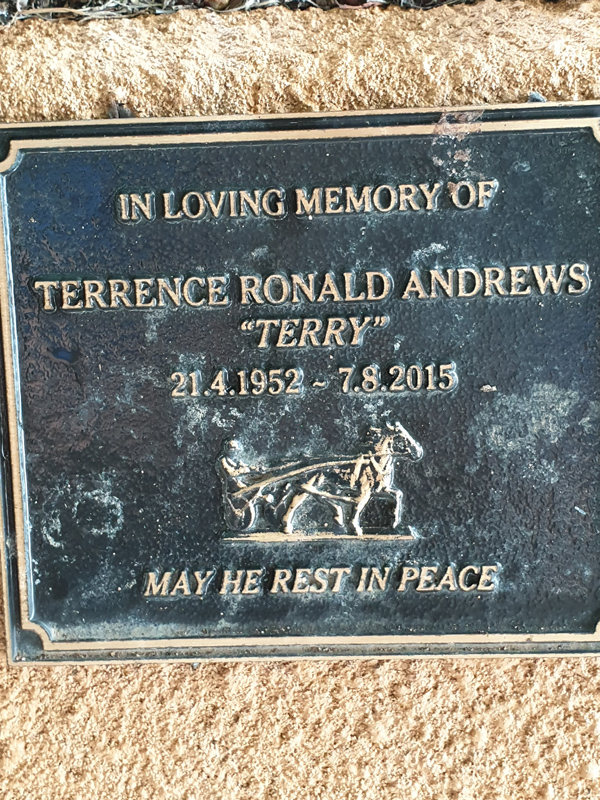 IN LOVING MEMORY OF
TERRENCE RONALD ANDREWS
"TERRY"
21.4.1952 ~ 7.8.2015
MAY HE REST IN PEACE